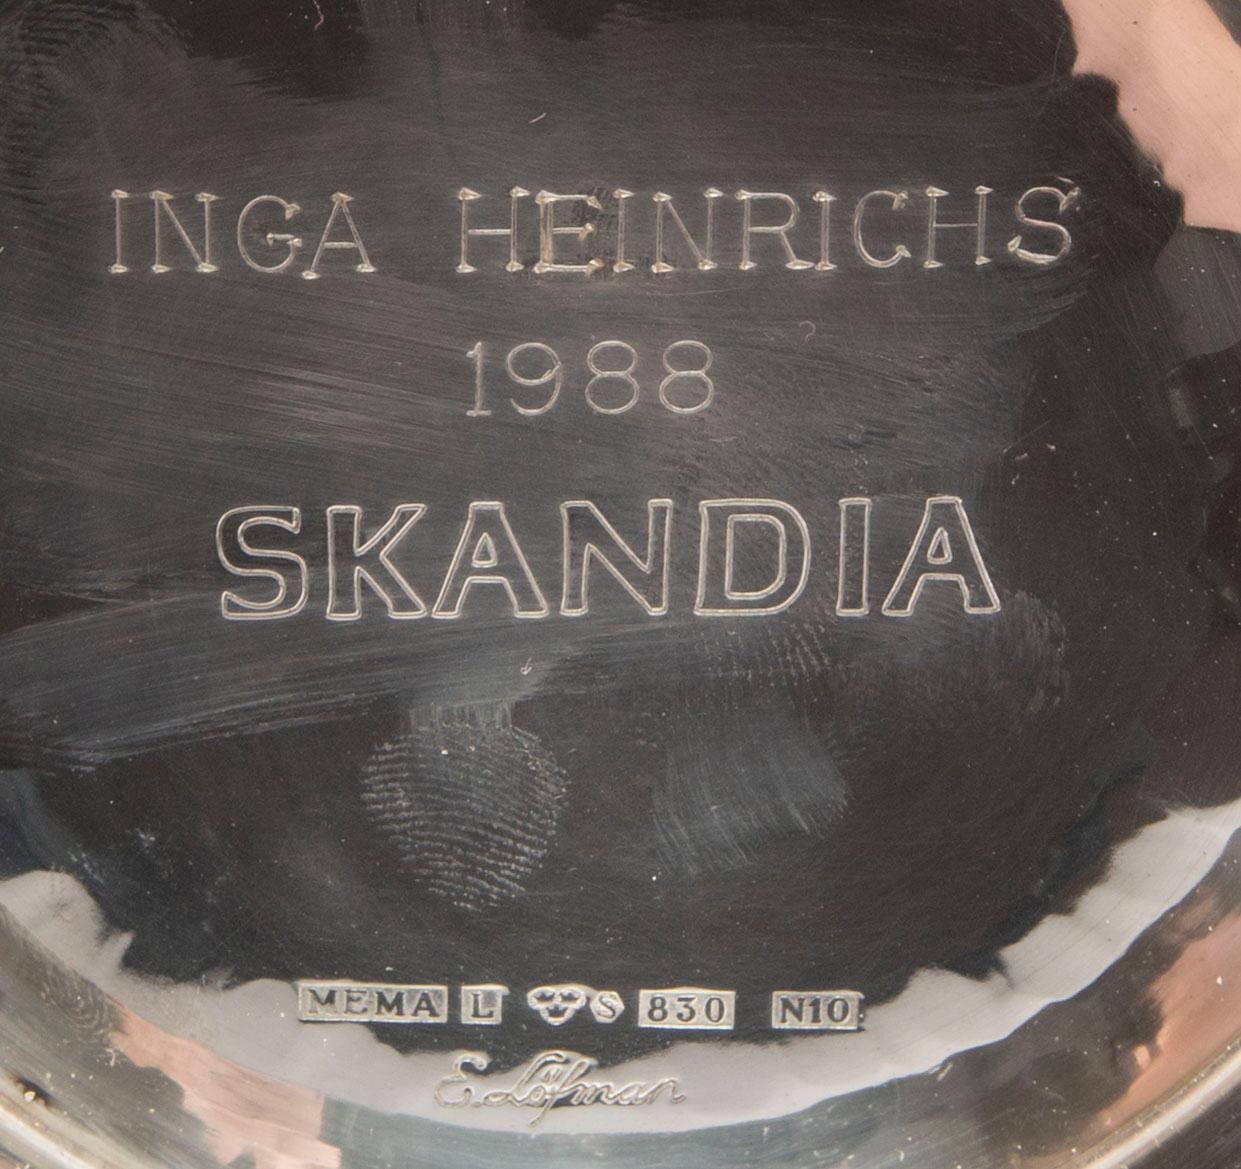 INGA HEINRICHS
1988
SKANDIA
MEMA L S 830 N10
E. Löfman